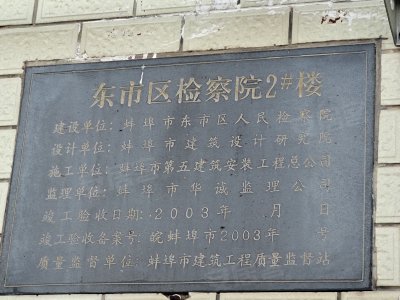 东市区检察院2#楼
建设单位：蚌埠市东市区人民检察院
设计单位：蚌埠市建筑设计研究院
施工单位：蚌埠市第五建筑安装工程总公司
监理单位：蚌埠市华诚监理公司
竣工验收日期：2003年 月 日
竣工验收备案号：皖蚌埠市2003年 号
质量监督单位：蚌埠市建筑工程质量监督站